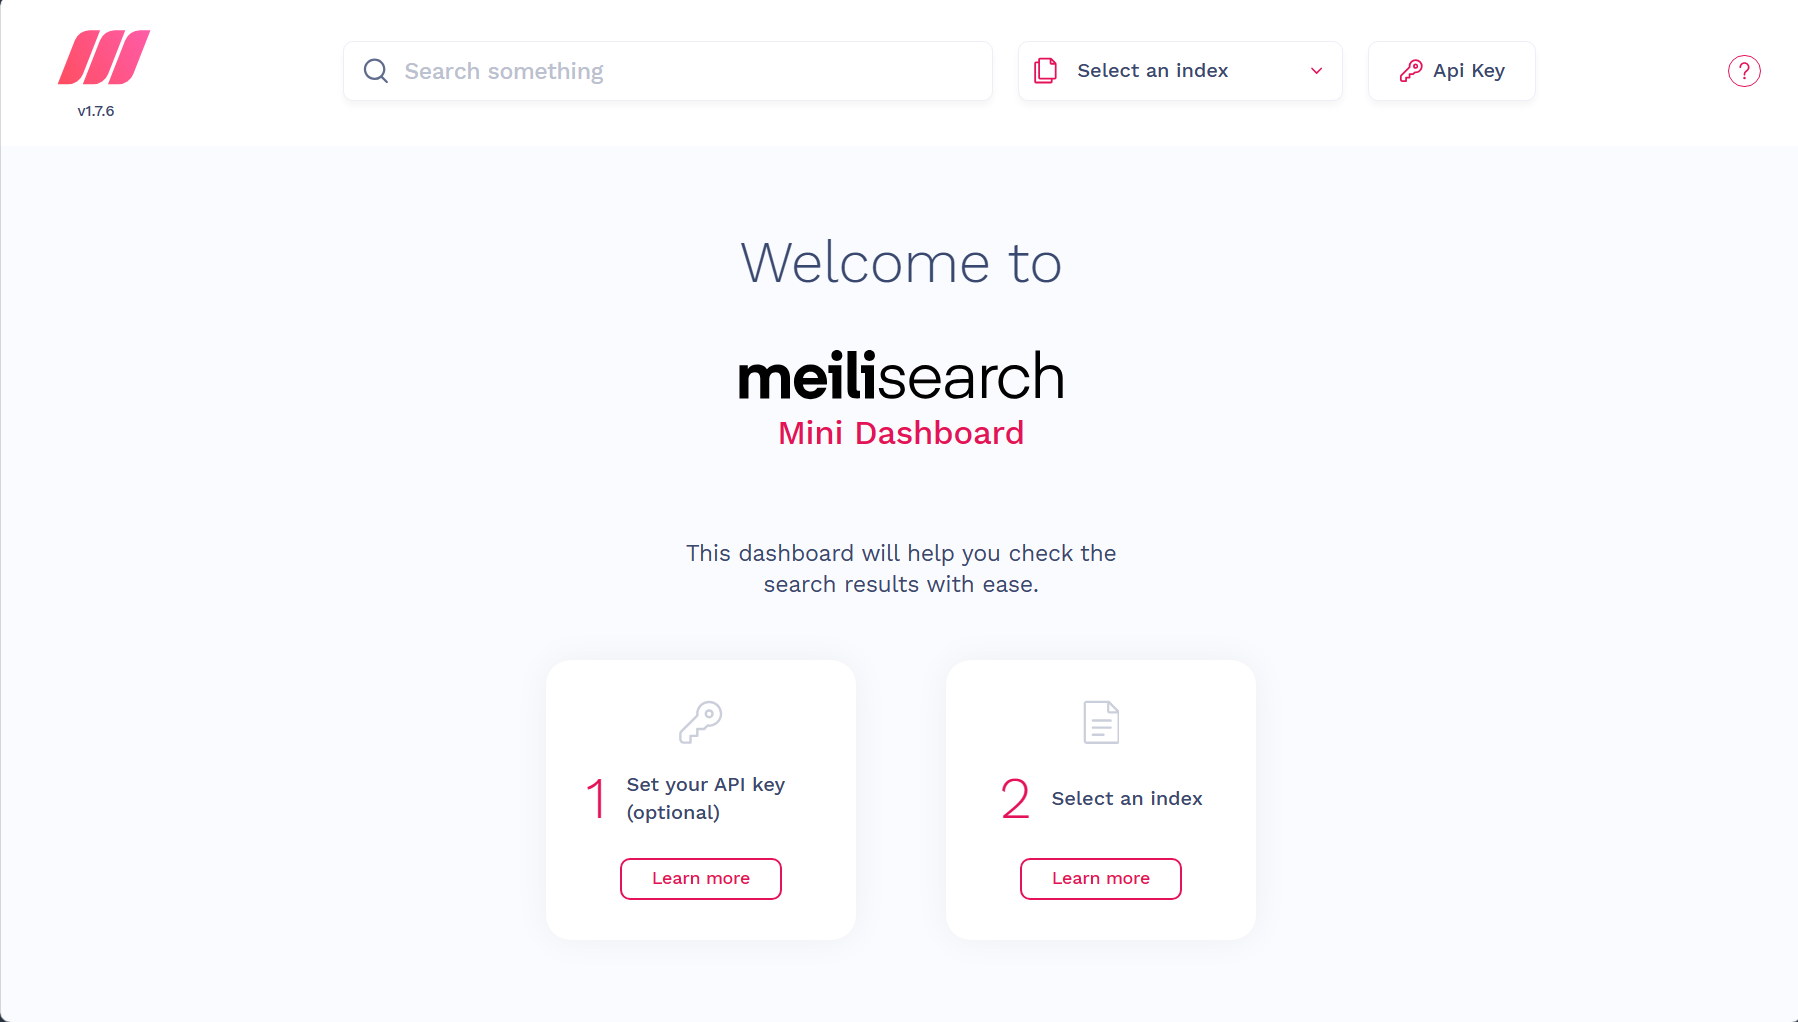 v1.7.6
Search something
Select an index
Api Key
?
Welcome to
meilisearch
Mini Dashboard
This dashboard will help you check the
search results with ease.
1
Set your API key
(optional)
Learn more
2
Select an index
Learn more